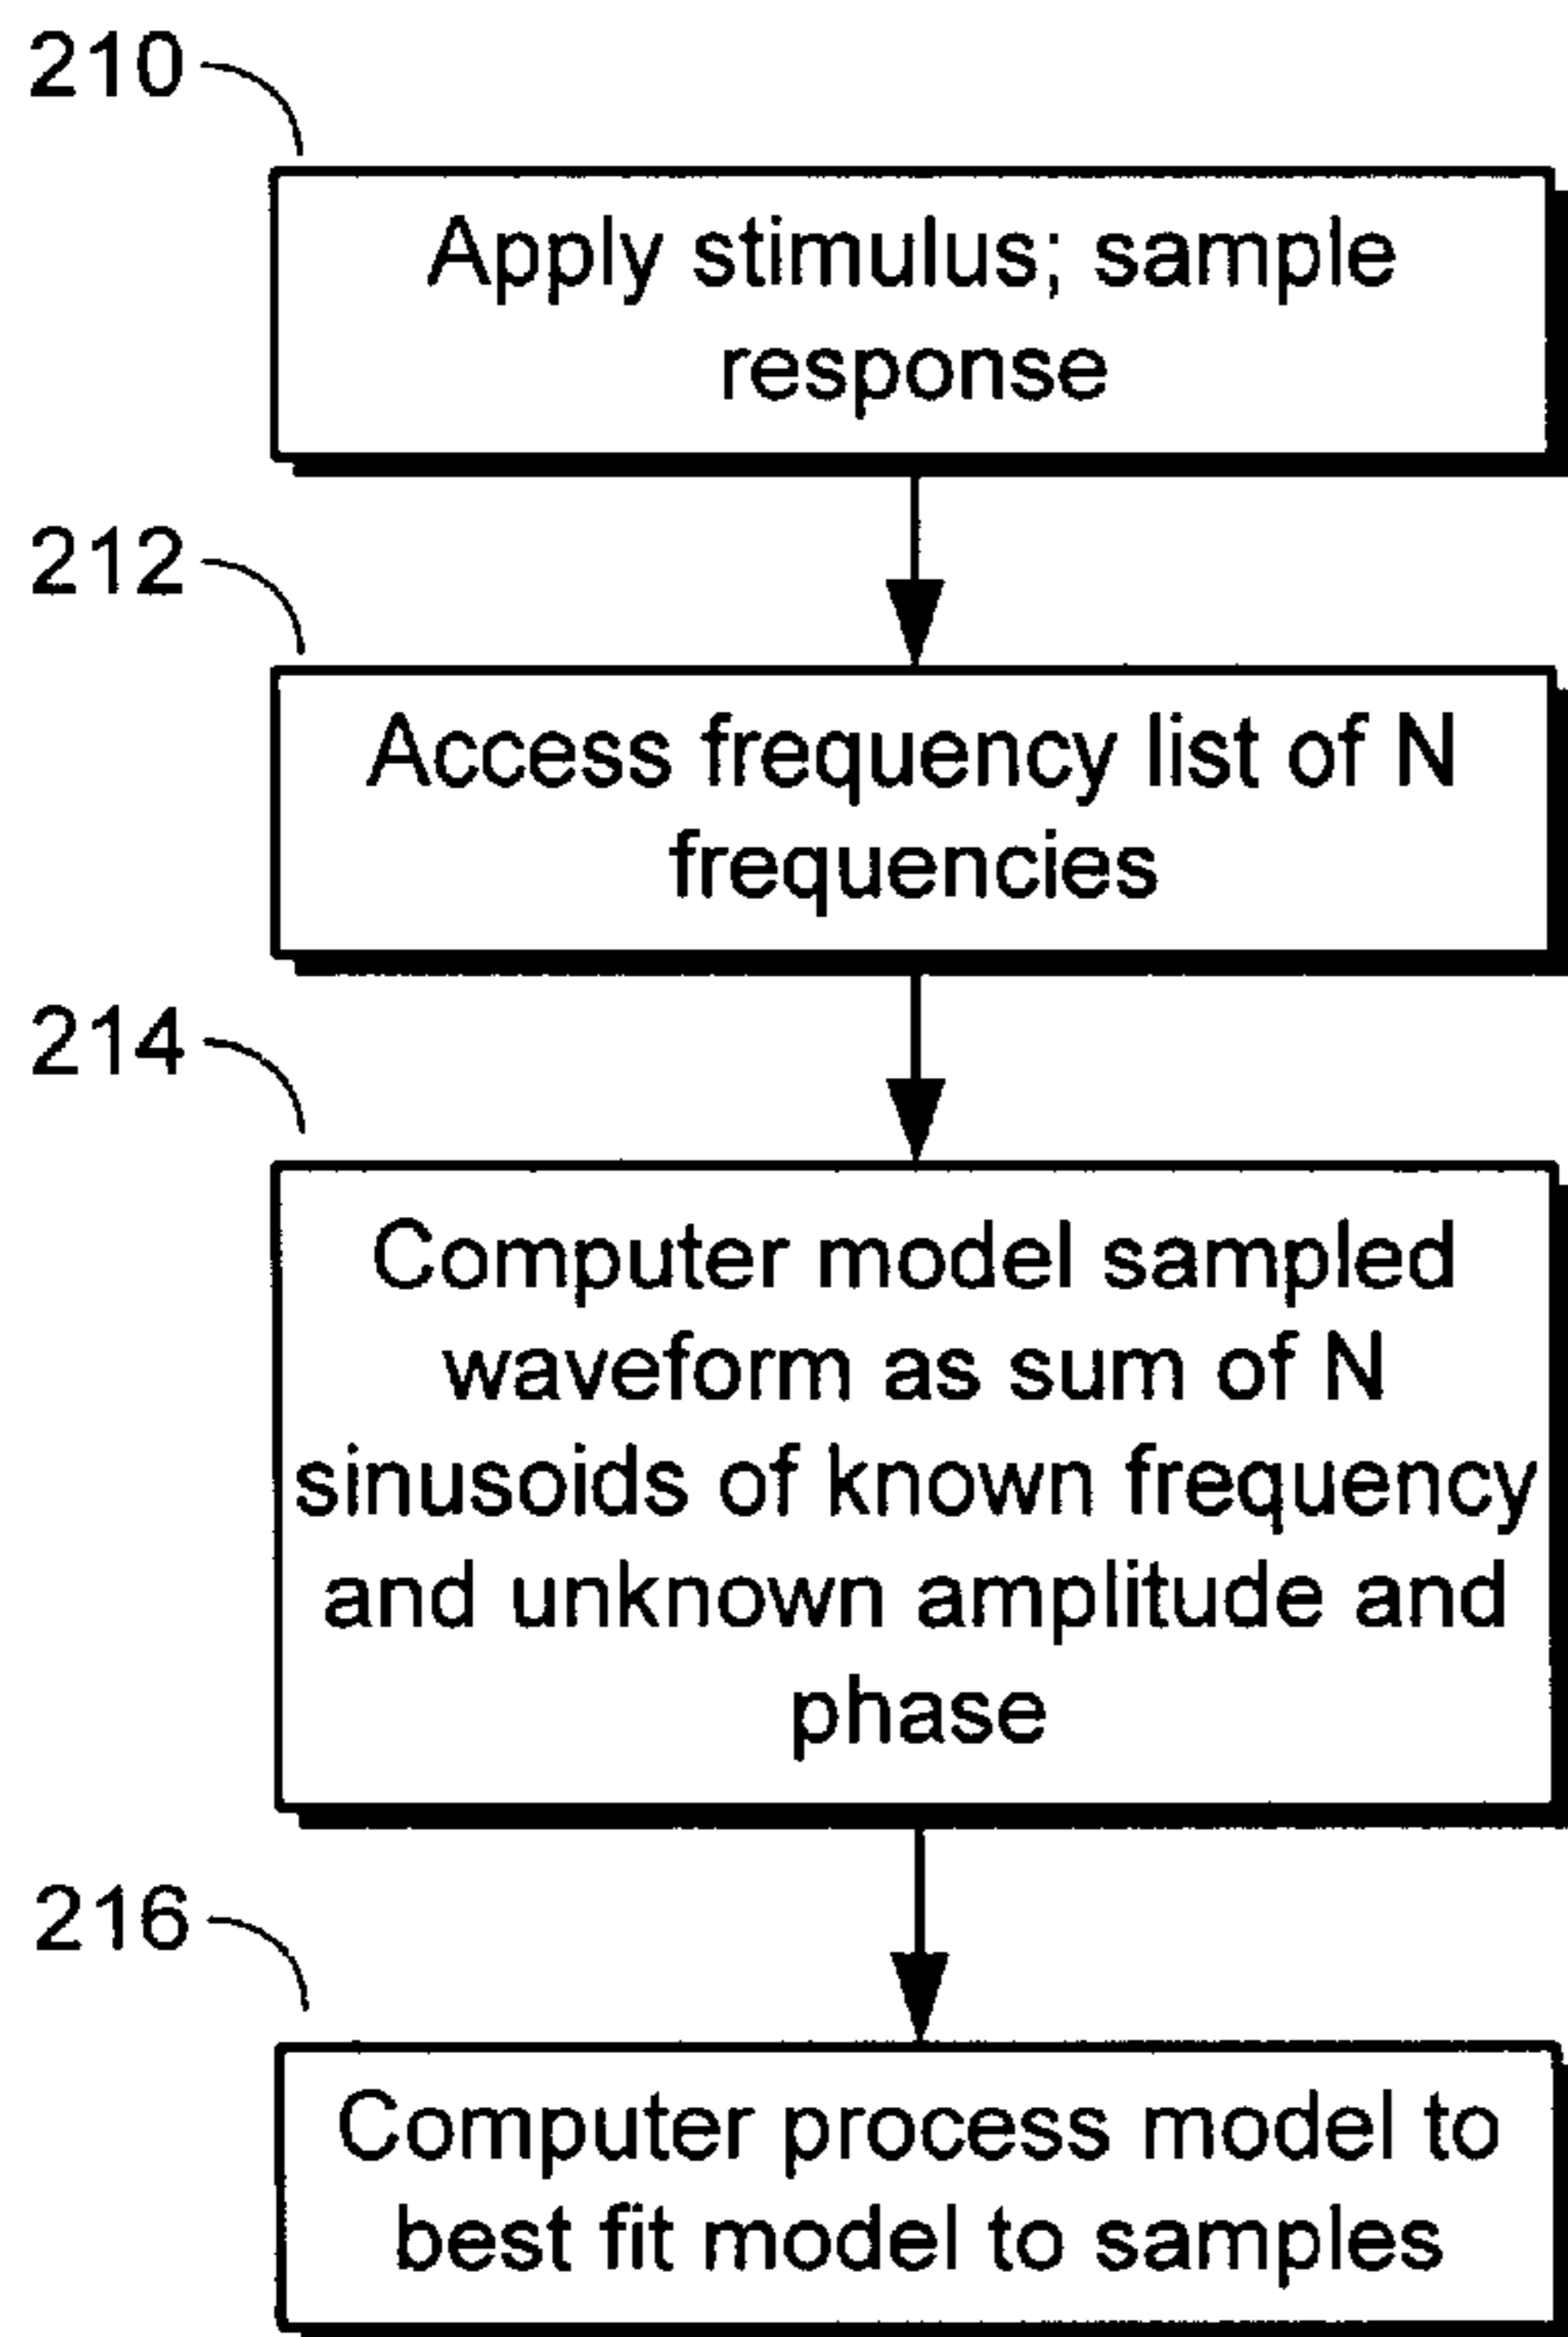 210
Apply stimulus; sample
response
212
Access frequency list of N
frequencies
214
Computer model sampled
waveform as sum of N
sinusoids of known frequency
and unknown amplitude and
phase
216
Computer process model to
best fit model to samples